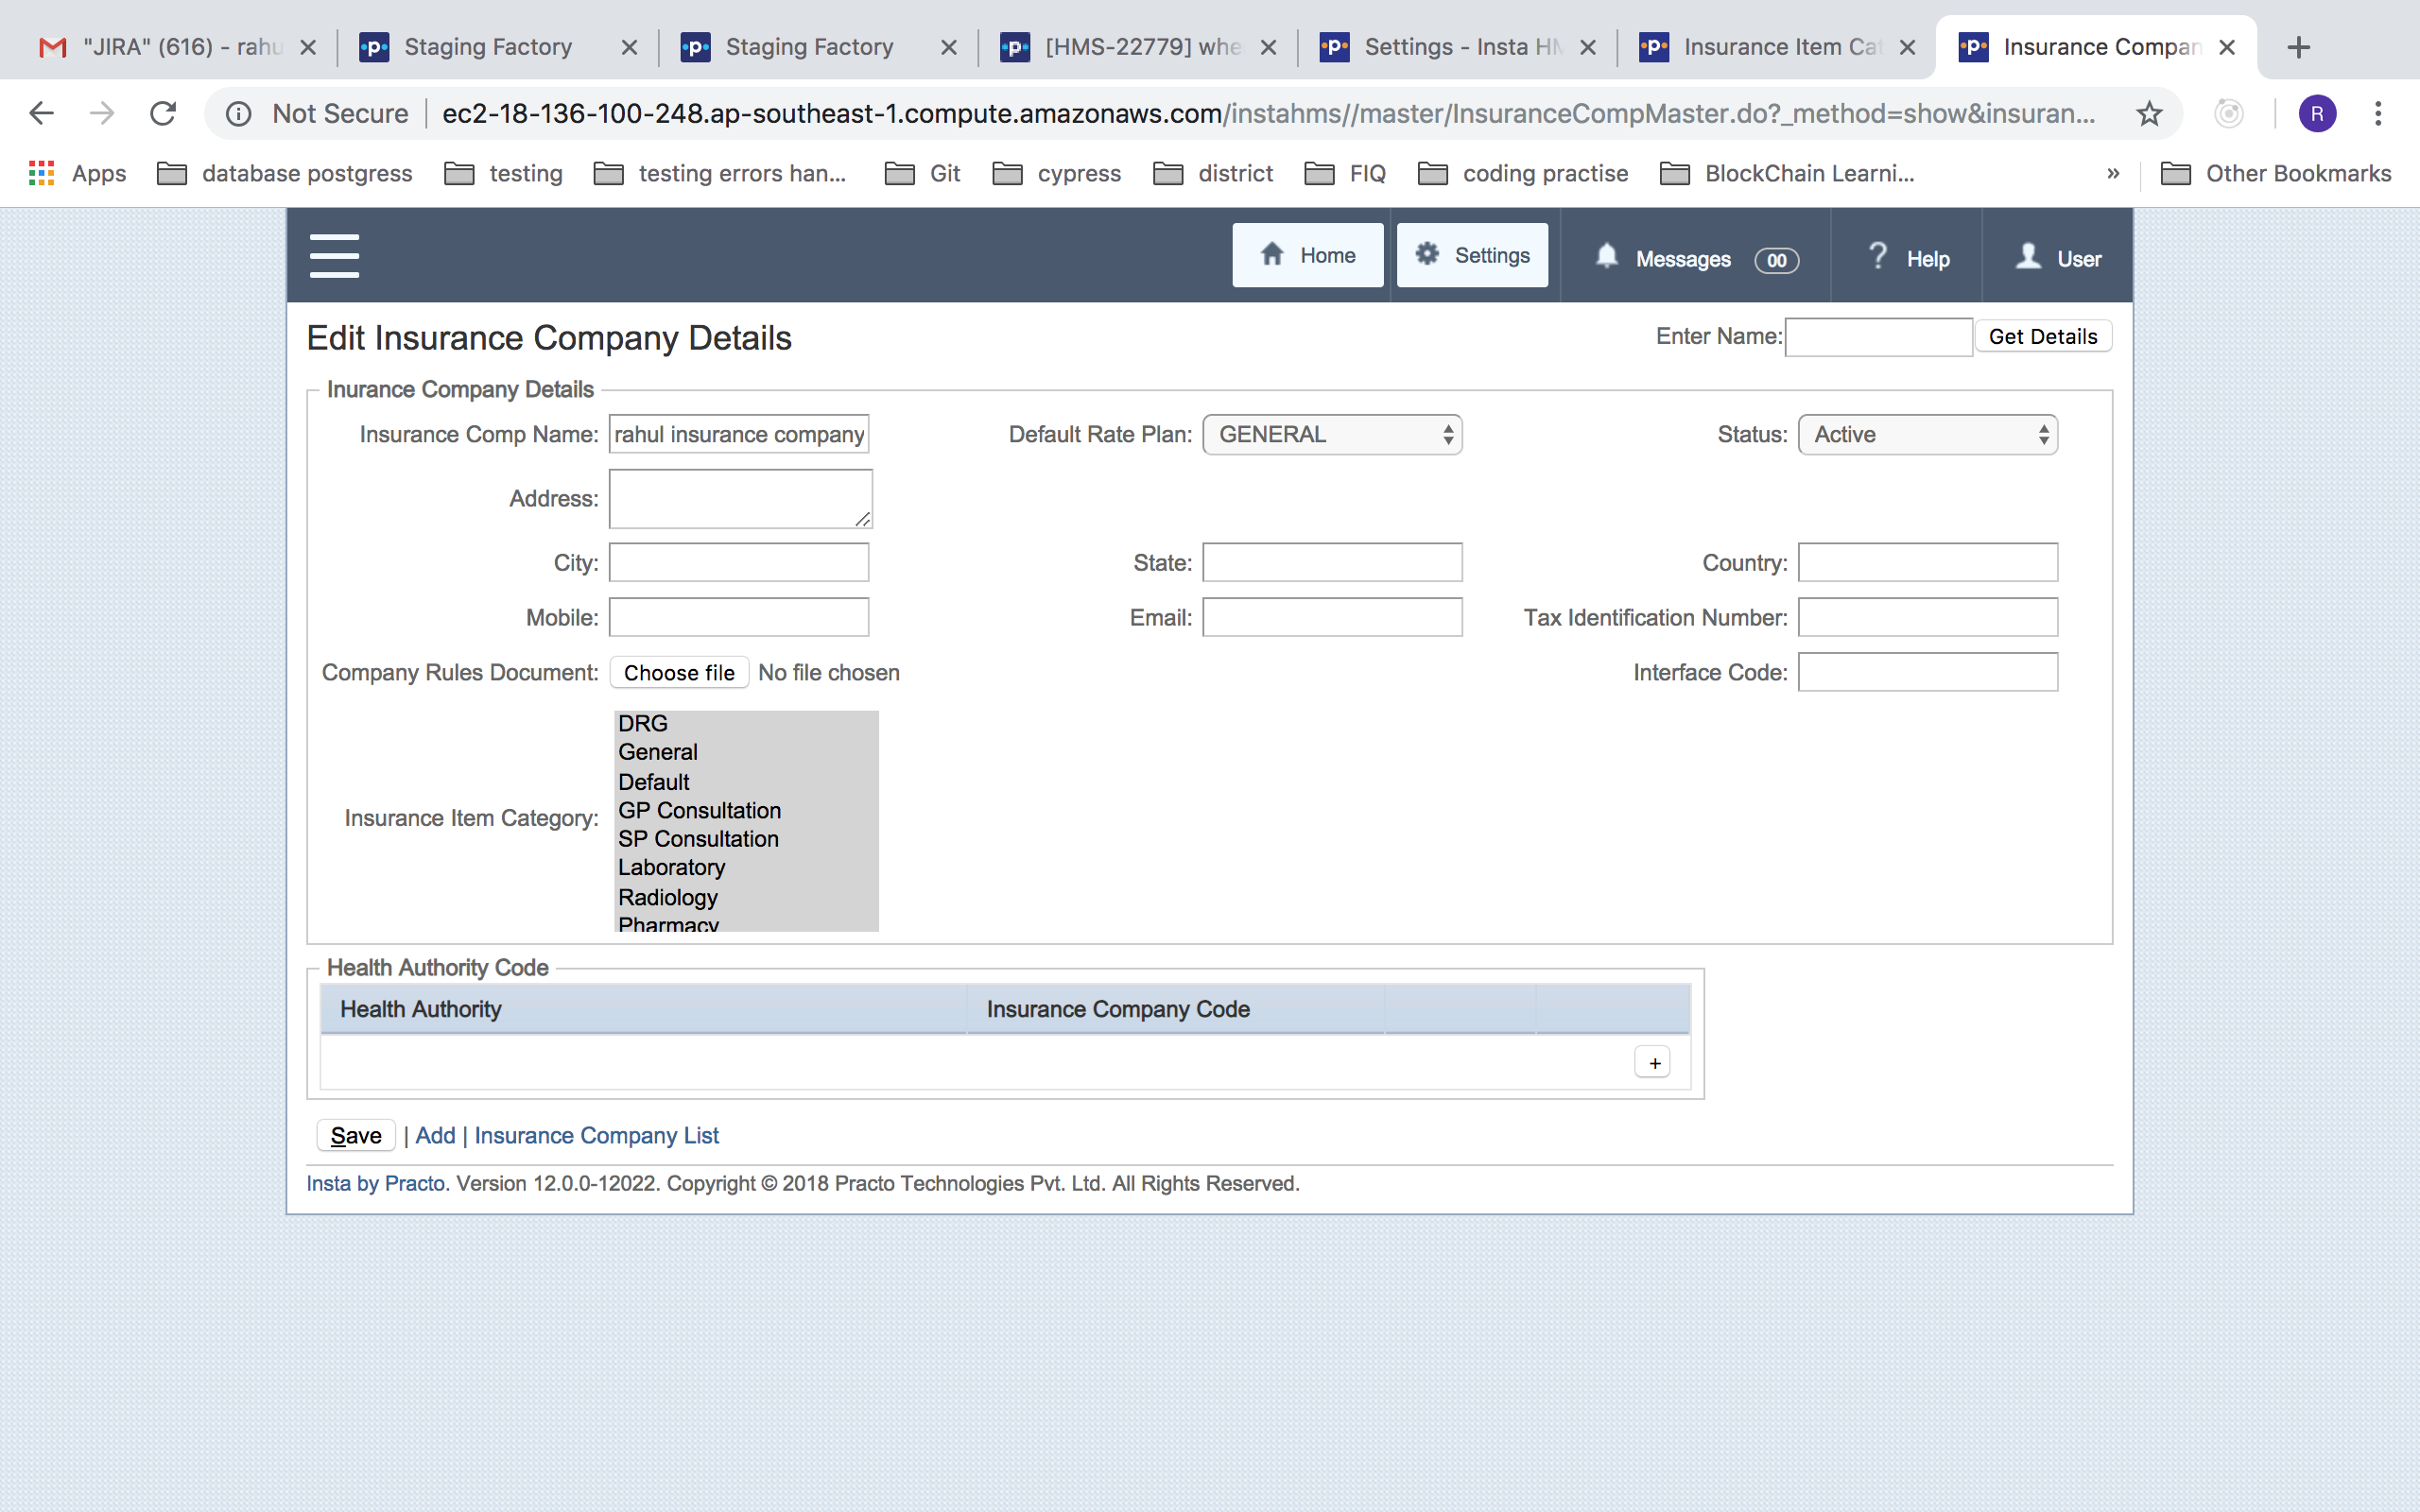 "JIRA" (616) - rahu
Staging Factory
Staging Factory
[HMS-22779] whe
Settings - Insta HM
Insurance Item Cat
Insurance Compan
Not Secure
ec2-18-136-100-248.ap-southeast-1.compute.amazonaws.com/instahms//master/InsuranceCompMaster.do?_method=show&insuran...
R
Apps
database postgress
testing
testing errors han...
Git
cypress
district
FIQ
coding practise
BlockChain Learni...
»
Other Bookmarks
Home
Settings
Messages 00
? Help
User
Edit Insurance Company Details
Enter Name:
Get Details
Inurance Company Details
Insurance Comp Name: rahul insurance company
Default Rate Plan: GENERAL
Status: Active
Address:
City:
State:
Country:
Mobile:
Email:
Tax Identification Number:
Company Rules Document: Choose file No file chosen
Interface Code:
Insurance Item Category:
DRG
General
Default
GP Consultation
SP Consultation
Laboratory
Radiology
Pharmacy
Health Authority Code
Health Authority
Insurance Company Code
+
Save | Add | Insurance Company List
Insta by Practo. Version 12.0.0-12022. Copyright © 2018 Practo Technologies Pvt. Ltd. All Rights Reserved.